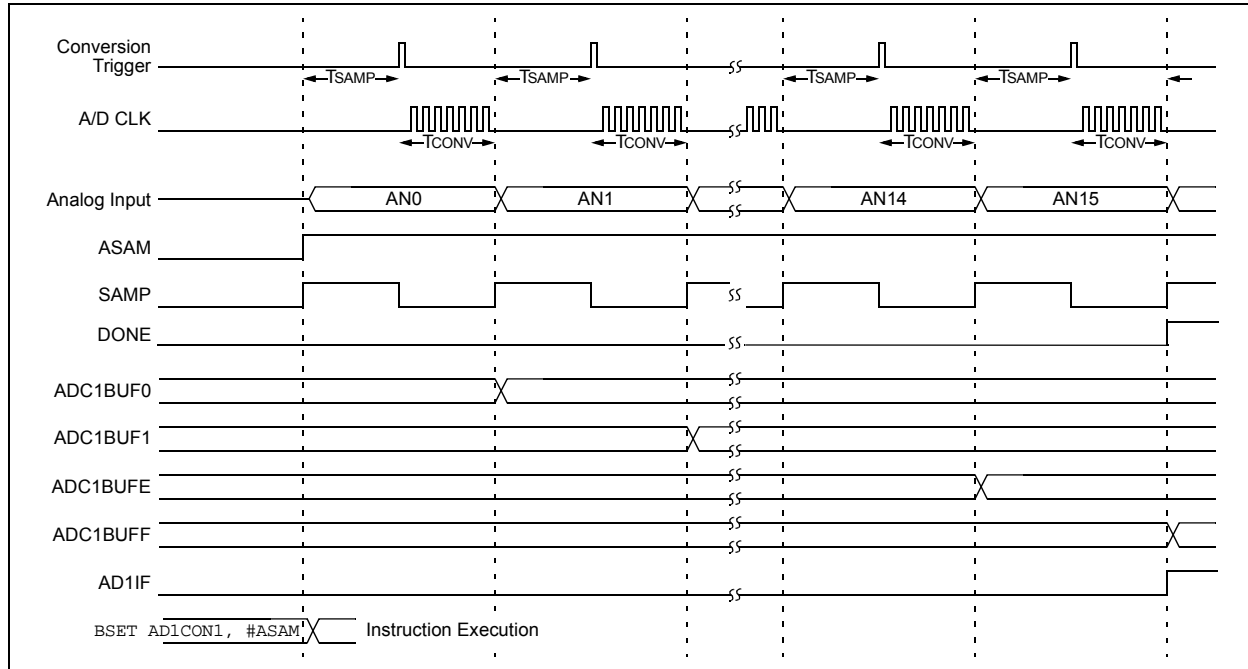 Conversion
Trigger
TSAMP TSAMP TSAMP TSAMP
A/D CLK
TCONV TCONV TCONV TCONV
Analog Input AN0 AN1 AN14 AN15
ASAM
SAMP
DONE
ADC1BUF0
ADC1BUF1
ADC1BUFE
ADC1BUFF
AD1IF
BSET AD1CON1, #ASAM Instruction Execution